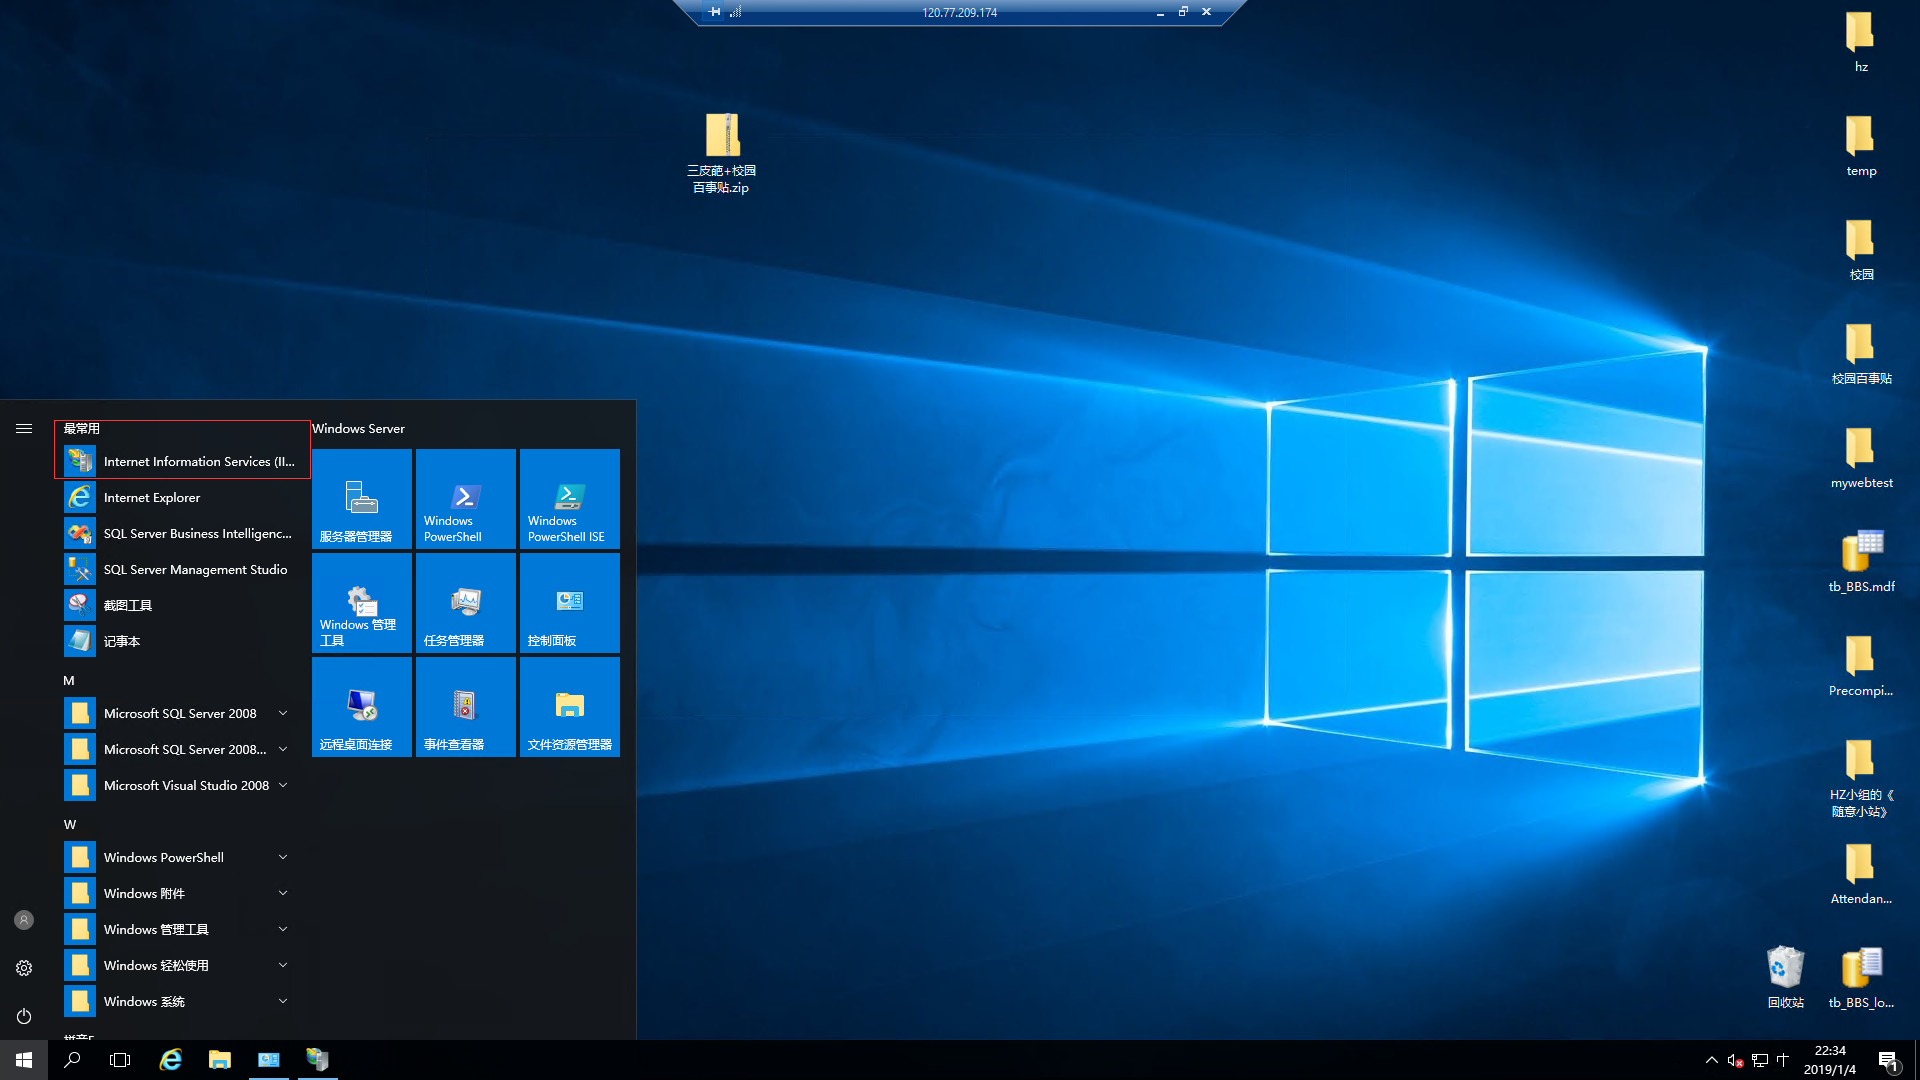 120.77.209.174
三皮葩+校园
百事贴.zip
hz
temp
校园
校园百事贴
mywebtest
tb_BBS.mdf
Precompi...
HZ小组的《
随意小站》
Attendan...
回收站
tb_BBS_lo...
最常用
Internet Information Services (II...
Internet Explorer
SQL Server Business Intelligenc...
SQL Server Management Studio
截图工具
记事本
M
Microsoft SQL Server 2008
Microsoft SQL Server 2008...
Microsoft Visual Studio 2008
W
Windows PowerShell
Windows 附件
Windows 管理工具
Windows 轻松使用
Windows 系统
拼音F
Windows Server
服务器管理器
Windows
PowerShell
Windows
PowerShell ISE
Windows 管理
工具
任务管理器
控制面板
远程桌面连接
事件查看器
文件资源管理器
22:34
2019/1/4
1